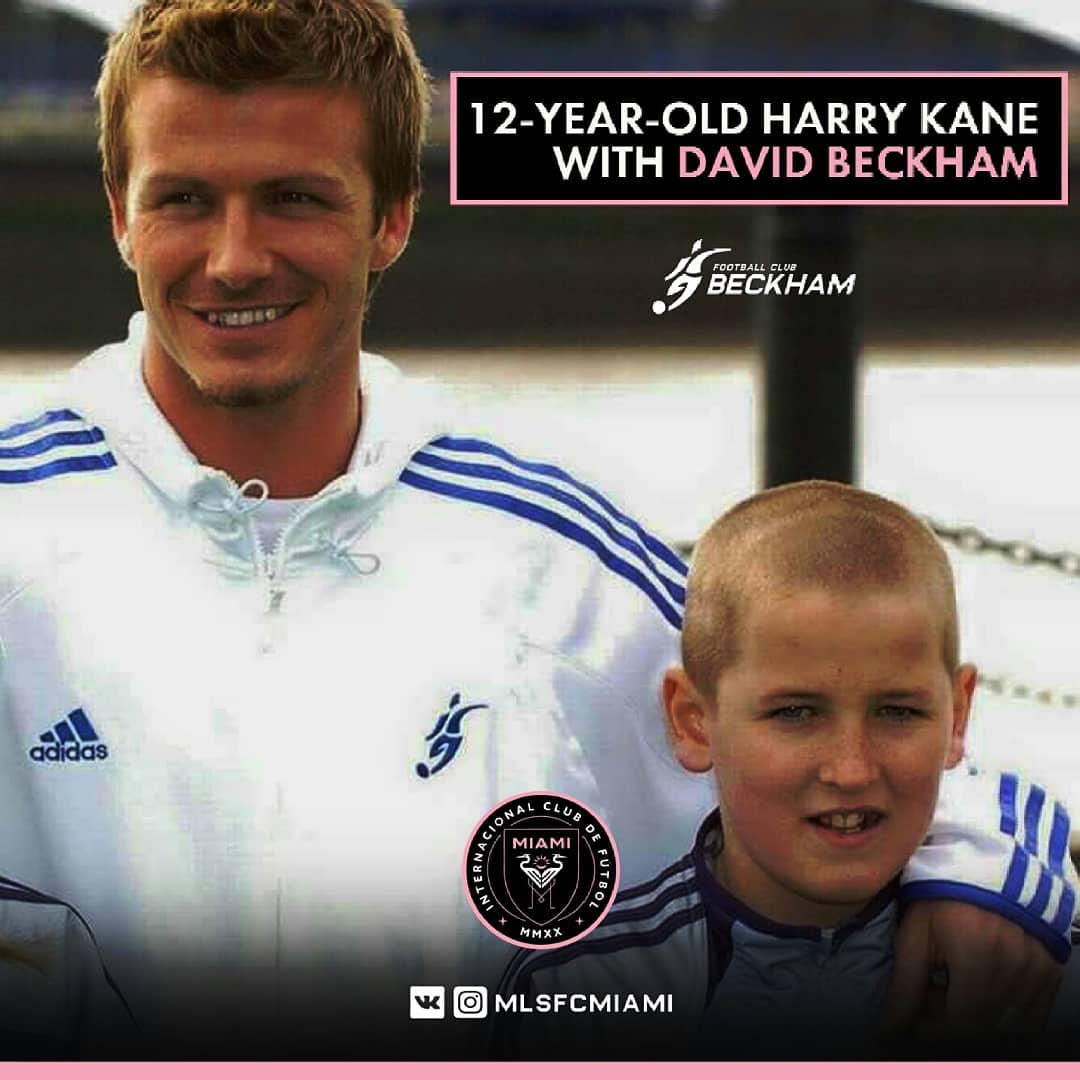 12-YEAR-OLD HARRY KANE
WITH DAVID BECKHAM
FOOTBALL CLUB
BECKHAM
adidas
INTERNACIONAL CLUB DE FUTBOL
MIAMI
MMXX
VK MLSFCMIAMI